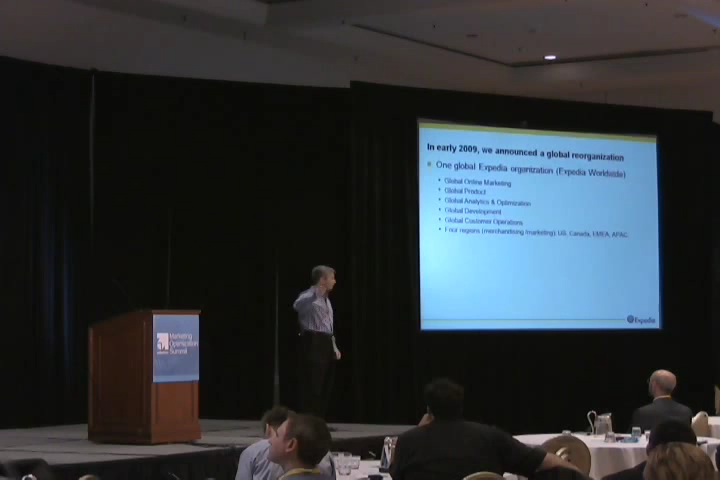 In early 2009, we announced a global reorganization
One global Expedia organization (Expedia Worldwide)
Global Online Marketing
Global Product
Global Analytics & Optimization
Global Development
Global Customer Operations
Four regions (merchandising /marketing): US, Canada, EMEA, APAC
Expedia
Marketing
Optimization
Summit